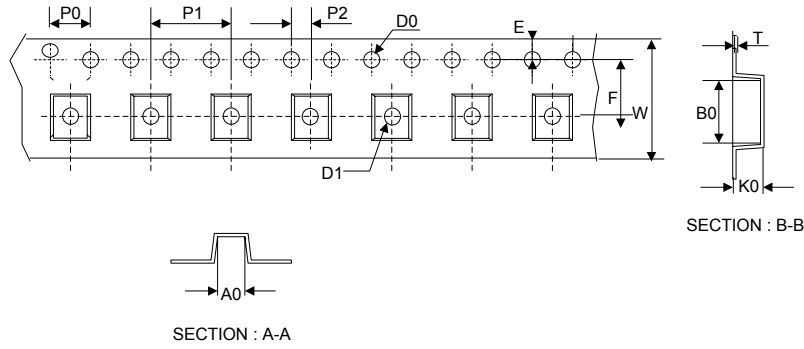 P0 P1 P2 D0 E T
F W B0
D1 K0
SECTION : B-B
A0
SECTION : A-A